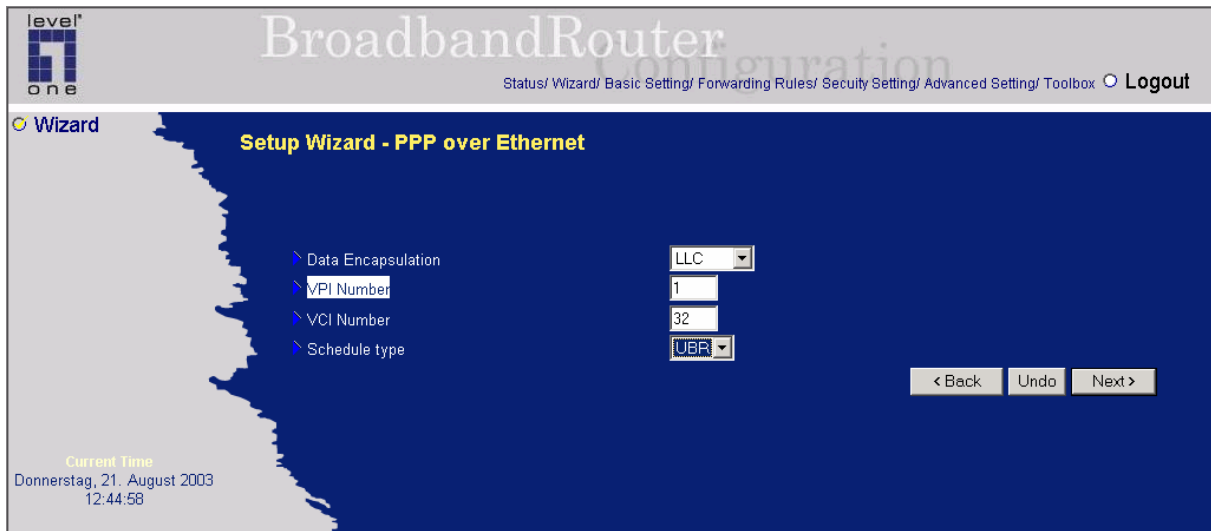 level*
one
BroadbandRouter
Configuration
Status/ Wizard/ Basic Setting/ Forwarding Rules/ Secuity Setting/ Advanced Setting/ Toolbox Logout
Wizard
Setup Wizard - PPP over Ethernet
Data Encapsulation LLC
VPI Number 1
VCI Number 32
Schedule type UBR
< Back Undo Next >
Current Time
Donnerstag, 21. August 2003
12:44:58